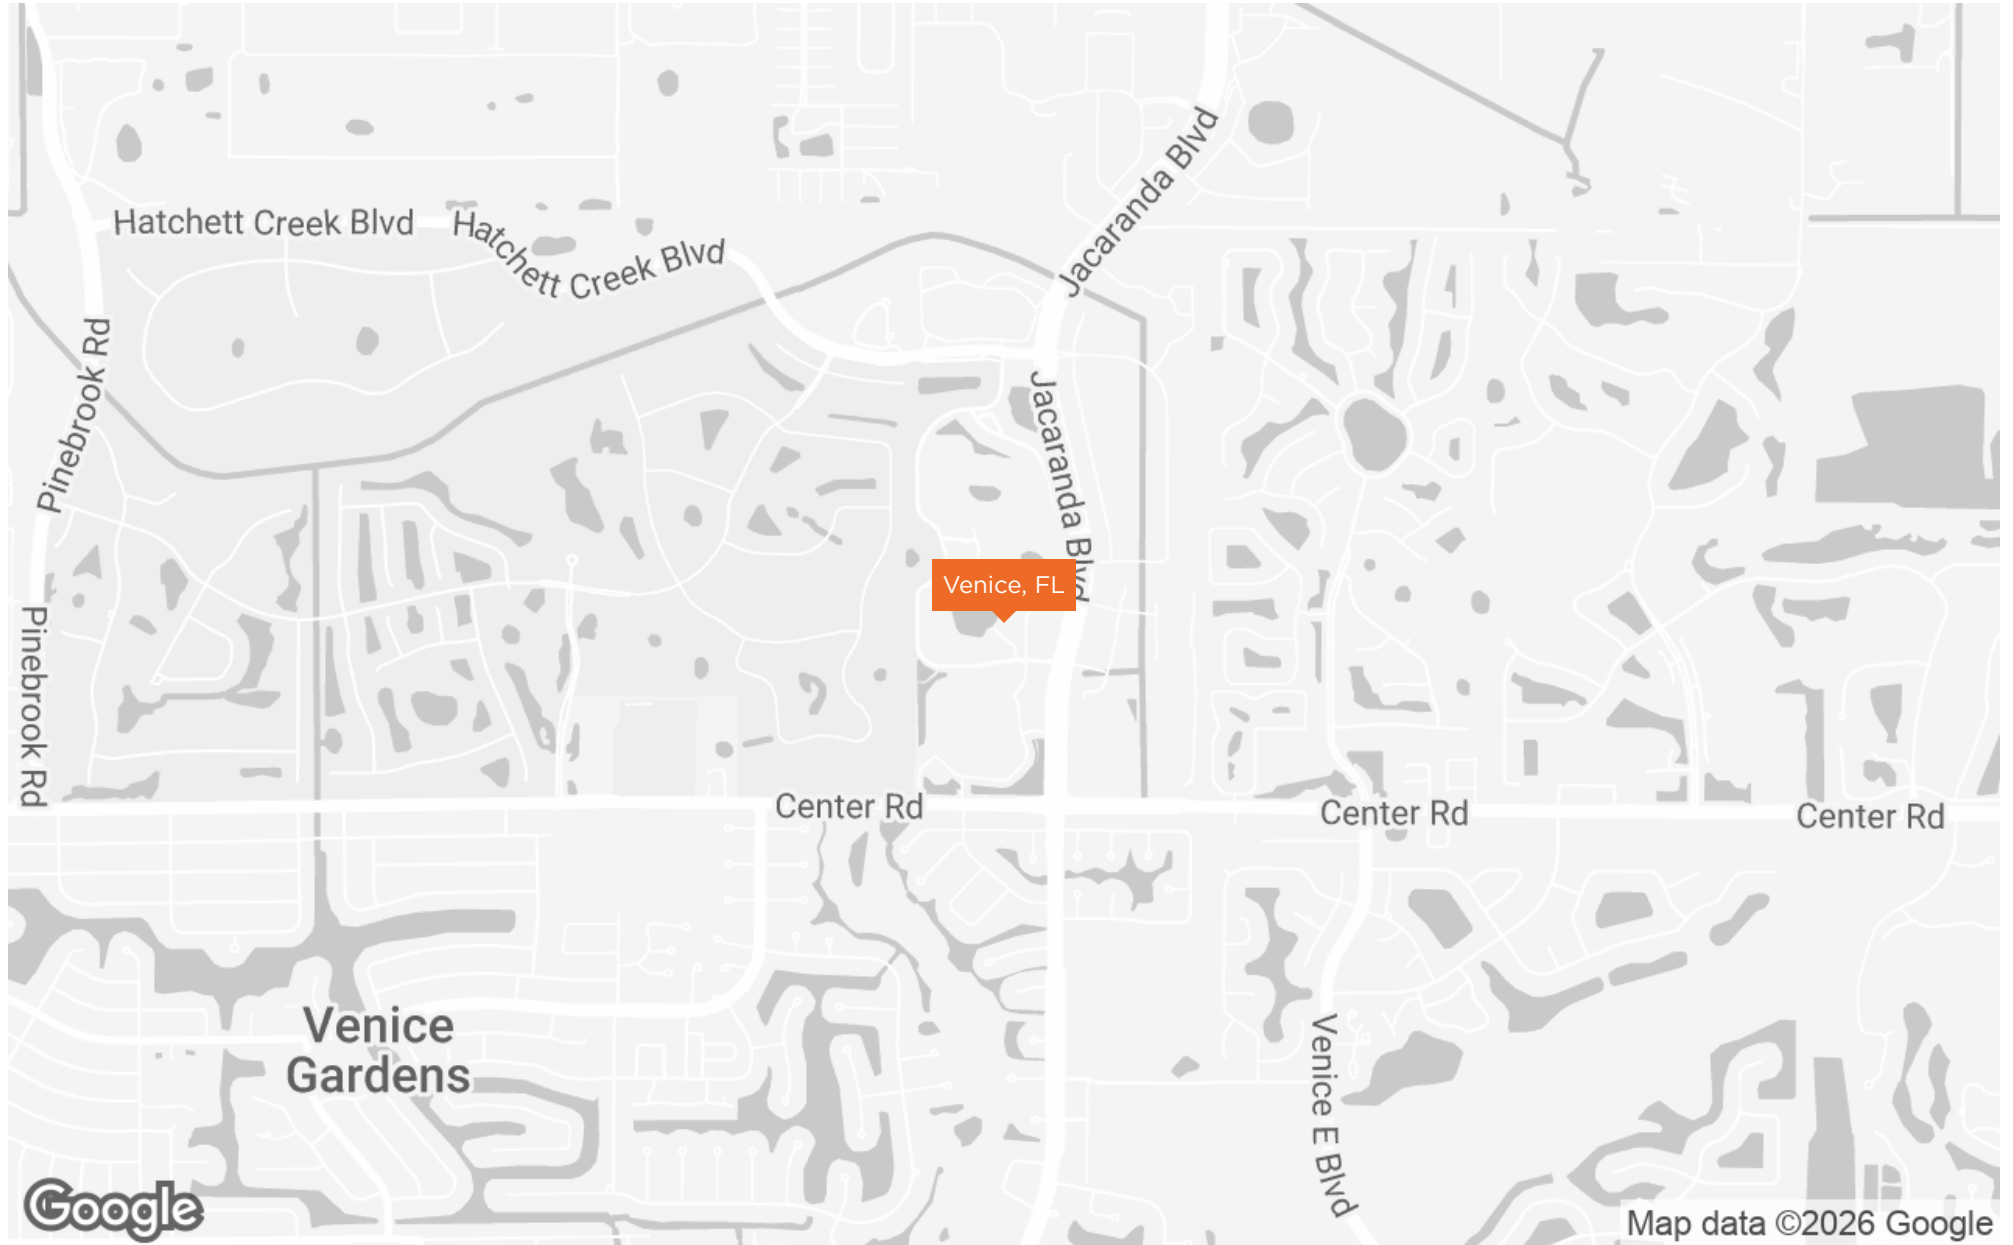 Jacaranda Blvd
Hatchett Creek Blvd
Hatchett Creek Blvd
Pinebrook Rd
Jacaranda Blvd
Venice, FL
Pinebrook Rd
Center Rd
Center Rd
Center Rd
Venice
Gardens
Venice E Blvd
Google
Map data ©2026 Google